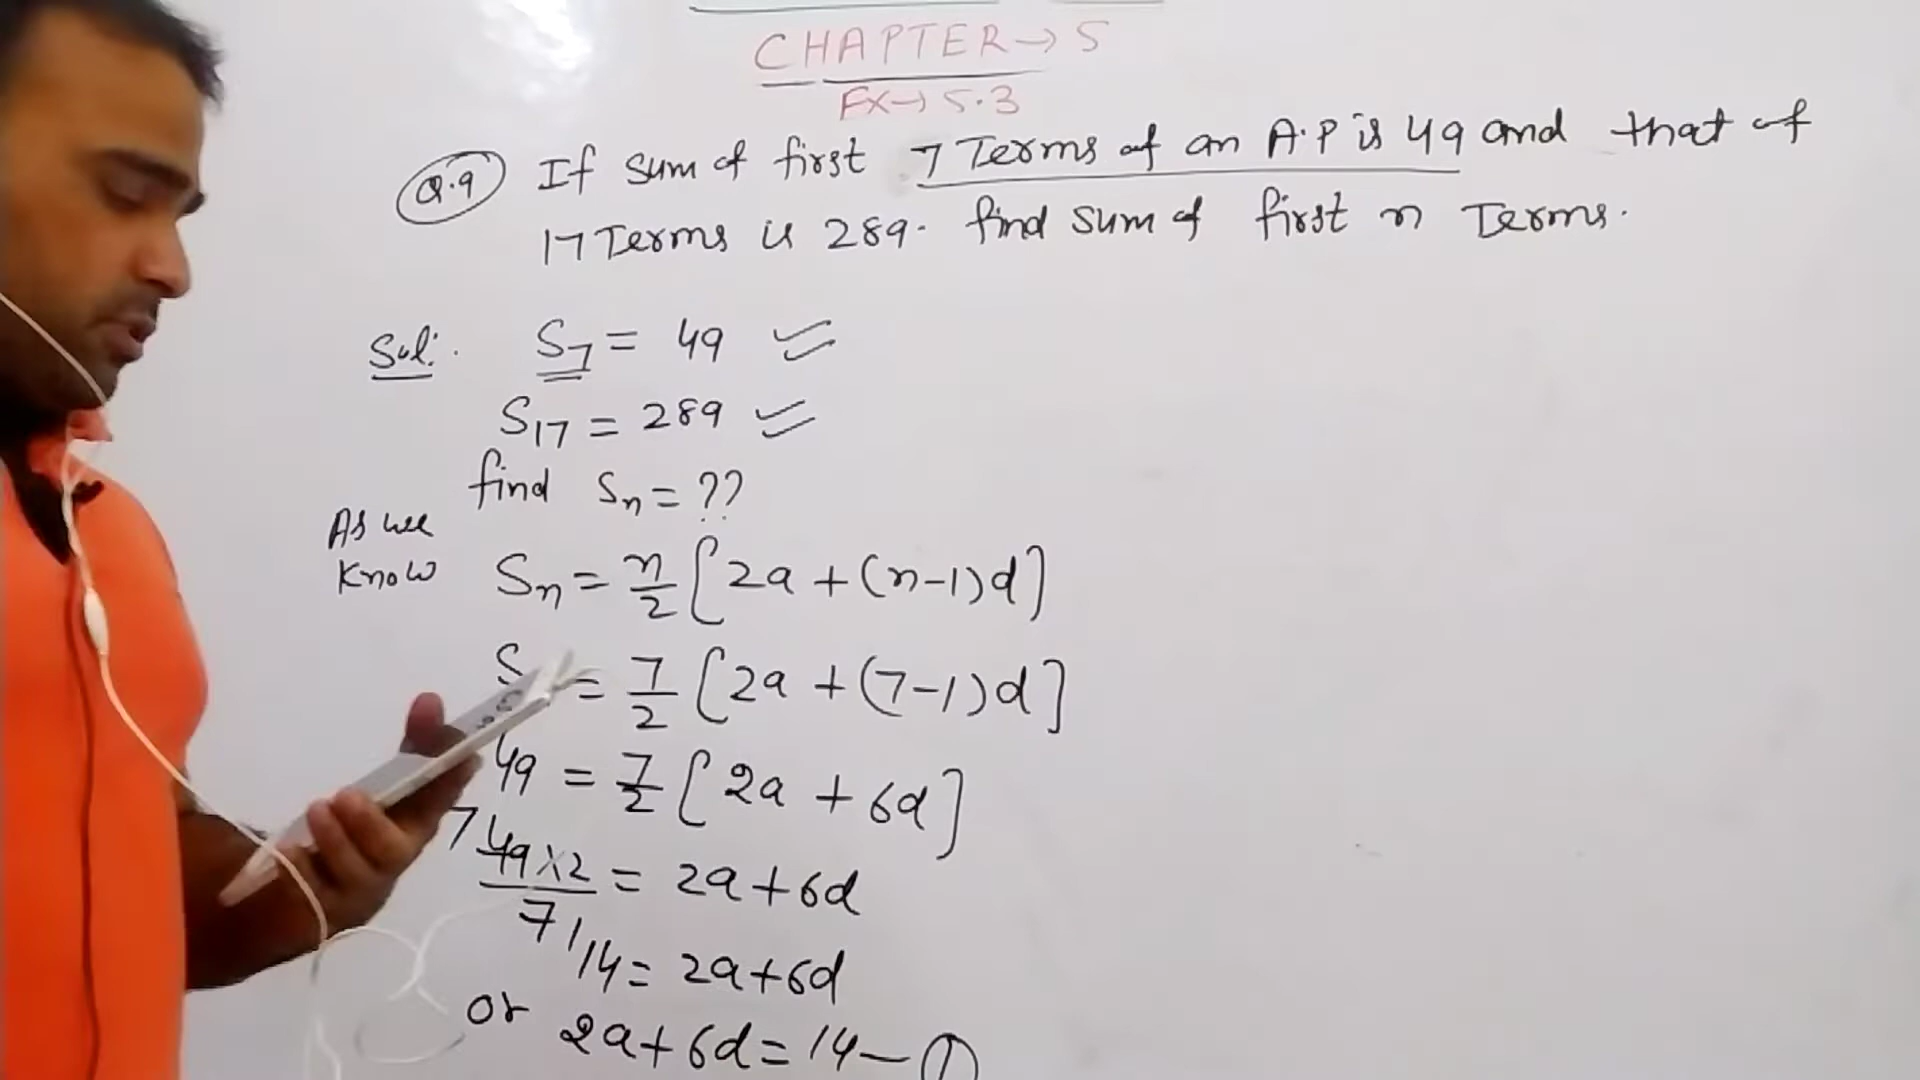 CHAPTER → 5
EX → 5.3
Q.9 If sum of first 7 Terms of an A.P is 49 and that of
17 Terms is 289. find sum of first n Terms.
Sol:. S7 = 49
S17 = 289
find Sn = ??
As we know
Sn = n/2 [2a + (n-1)d]
S = 7/2 [2a + (7-1)d]
49 = 7/2 [2a + 6d]
7 49×2/7 = 2a+6d
14 = 2a+6d
or 2a+6d = 14 — ①